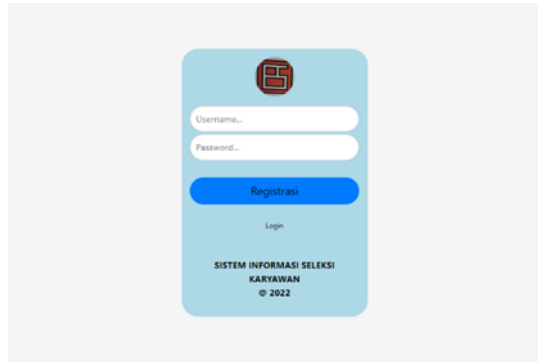 Username...
Password...
Registrasi
Login
SISTEM INFORMASI SELEKSI
KARYAWAN
@ 2022